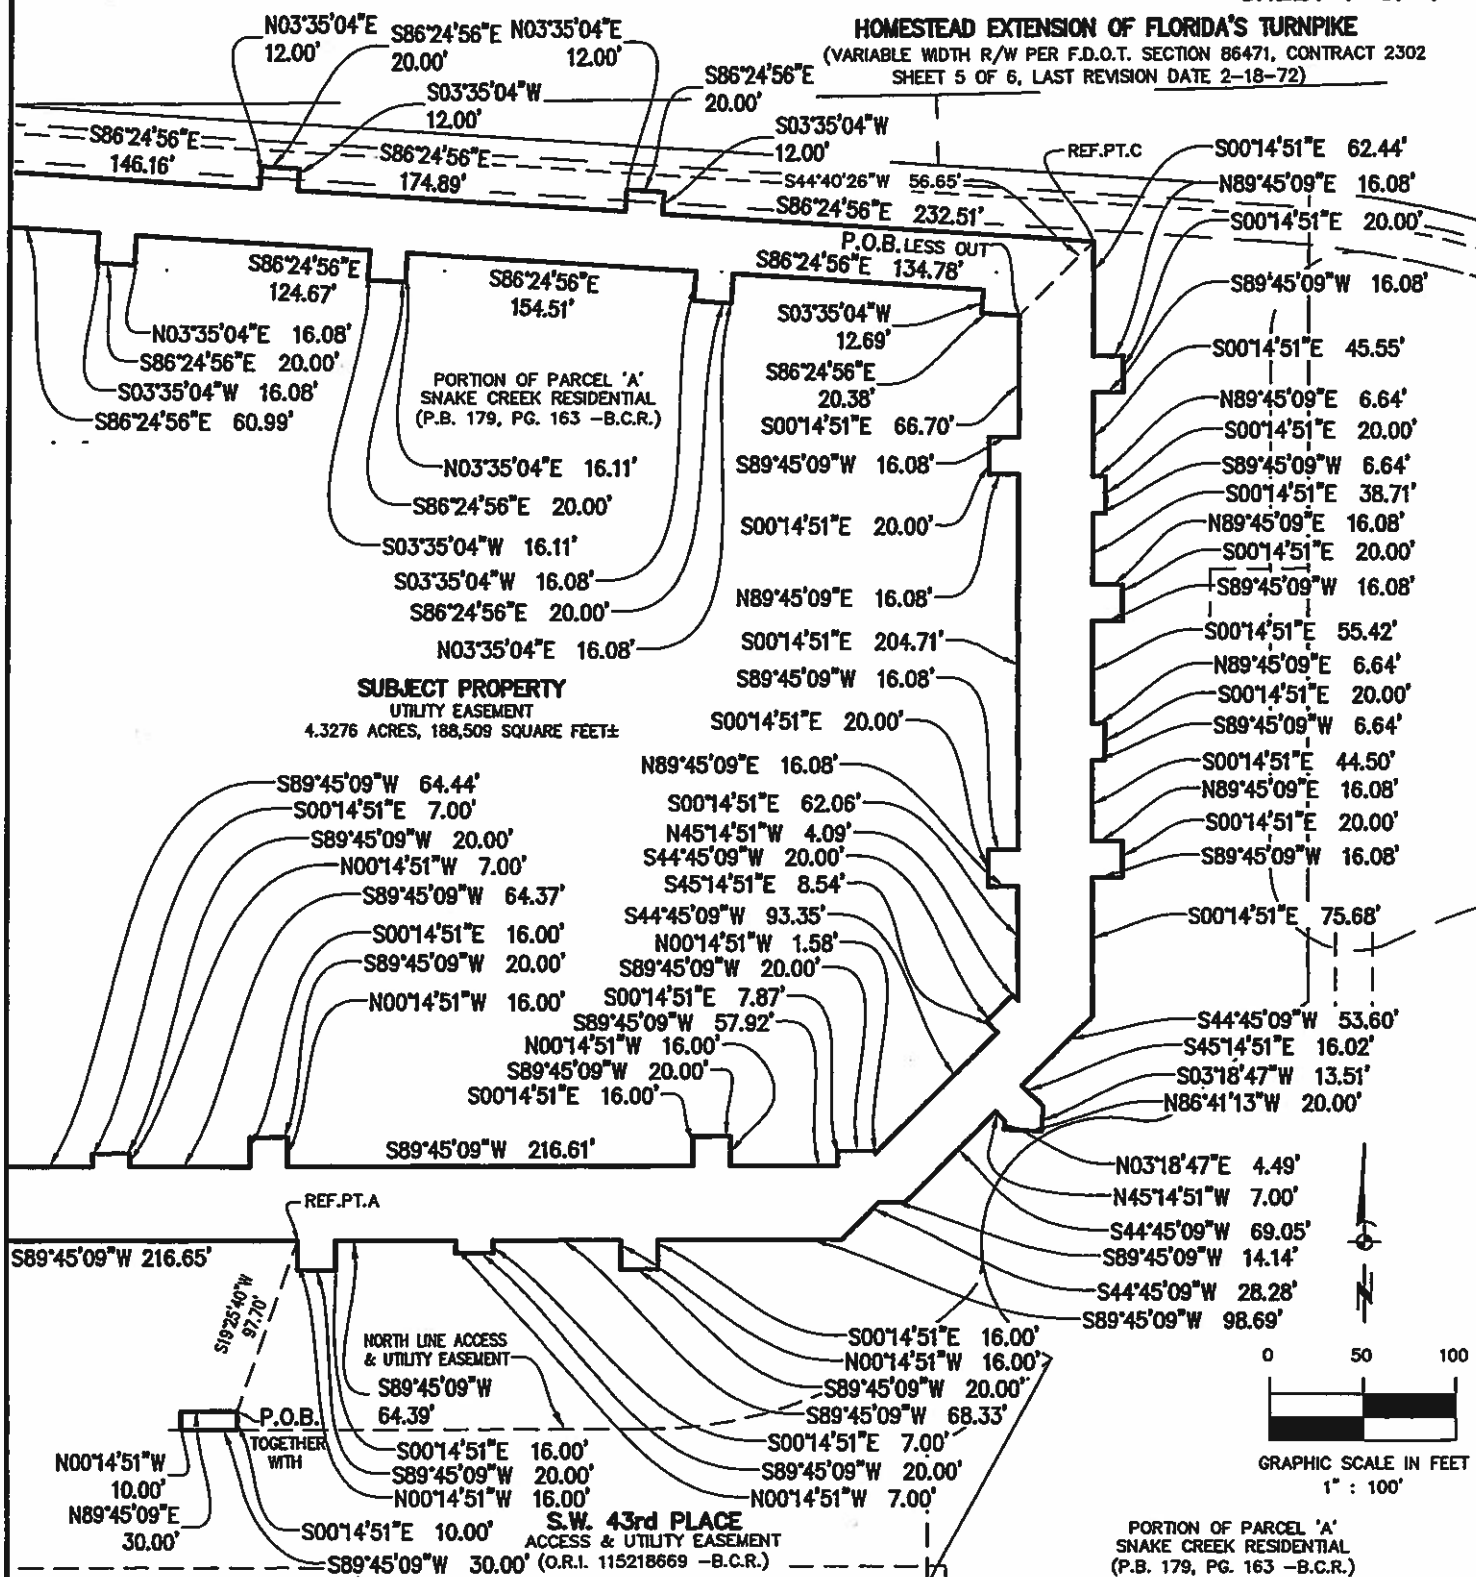 HOMESTEAD EXTENSION OF FLORIDA'S TURNPIKE
(VARIABLE WIDTH R/W PER F.D.O.T. SECTION 86471, CONTRACT 2302
SHEET 5 OF 6, LAST REVISION DATE 2-18-72)
N03°35'04"E
12.00'
S86°24'56"E
20.00'
N03°35'04"E
12.00'
S03°35'04"W
12.00'
S86°24'56"E
20.00'
S03°35'04"W
12.00'
S86°24'56"E
146.16'
S86°24'56"E
174.89'
S44°40'26"W 56.65'
S86°24'56"E 232.51'
REF.PT.C
P.O.B. LESS OUT
S86°24'56"E 134.78'
S00°14'51"E 62.44'
N89°45'09"E 16.08'
S00°14'51"E 20.00'
S89°45'09"W 16.08'
S00°14'51"E 45.55'
N89°45'09"E 6.64'
S00°14'51"E 20.00'
S89°45'09"W 6.64'
S00°14'51"E 38.71'
N89°45'09"E 16.08'
S00°14'51"E 20.00'
S89°45'09"W 16.08'
S00°14'51"E 55.42'
N89°45'09"E 6.64'
S00°14'51"E 20.00'
S89°45'09"W 6.64'
S00°14'51"E 44.50'
N89°45'09"E 16.08'
S00°14'51"E 20.00'
S89°45'09"W 16.08'
S00°14'51"E 75.68'
S44°45'09"W 53.60'
S45°14'51"E 16.02'
S03°18'47"W 13.51'
N86°41'13"W 20.00'
N03°18'47"E 4.49'
N45°14'51"W 7.00'
S44°45'09"W 69.05'
S89°45'09"W 14.14'
S44°45'09"W 28.28'
S89°45'09"W 98.69'
S86°24'56"E
124.67'
S86°24'56"E
154.51'
N03°35'04"E 16.08'
S86°24'56"E 20.00'
S03°35'04"W 16.08'
S86°24'56"E 60.99'
PORTION OF PARCEL 'A'
SNAKE CREEK RESIDENTIAL
(P.B. 179, PG. 163 -B.C.R.)
N03°35'04"E 16.11'
S86°24'56"E 20.00'
S03°35'04"W 16.11'
S03°35'04"W 16.08'
S86°24'56"E 20.00'
N03°35'04"E 16.08'
S03°35'04"W
12.69'
S86°24'56"E
20.38'
S00°14'51"E 66.70'
S89°45'09"W 16.08'
S00°14'51"E 20.00'
N89°45'09"E 16.08'
S00°14'51"E 204.71'
S89°45'09"W 16.08'
S00°14'51"E 20.00'
N89°45'09"E 16.08'
S00°14'51"E 62.06'
N45°14'51"W 4.09'
S44°45'09"W 20.00'
S45°14'51"E 8.54'
S44°45'09"W 93.35'
N00°14'51"W 1.58'
S89°45'09"W 20.00'
S00°14'51"E 7.87'
S89°45'09"W 57.92'
N00°14'51"W 16.00'
S89°45'09"W 20.00'
S00°14'51"E 16.00'
S89°45'09"W 216.61'
SUBJECT PROPERTY
UTILITY EASEMENT
4.3276 ACRES, 188,509 SQUARE FEET±
S89°45'09"W 64.44'
S00°14'51"E 7.00'
S89°45'09"W 20.00'
N00°14'51"W 7.00'
S89°45'09"W 64.37'
S00°14'51"E 16.00'
S89°45'09"W 20.00'
N00°14'51"W 16.00'
REF.PT.A
S89°45'09"W 216.65'
S19°25'40"W
97.70'
NORTH LINE ACCESS
& UTILITY EASEMENT
S89°45'09"W
64.39'
P.O.B.
TOGETHER
WITH
S00°14'51"E 16.00'
S89°45'09"W 20.00'
N00°14'51"W 16.00'
N00°14'51"W
10.00'
N89°45'09"E
30.00'
S00°14'51"E 10.00'
S89°45'09"W 30.00'
S00°14'51"E 16.00'
N00°14'51"W 16.00'
S89°45'09"W 20.00'
S89°45'09"W 68.33'
S00°14'51"E 7.00'
S89°45'09"W 20.00'
N00°14'51"W 7.00'
S.W. 43rd PLACE
ACCESS & UTILITY EASEMENT
(O.R.I. 115218669 -B.C.R.)
N
0 50 100
GRAPHIC SCALE IN FEET
1" : 100'
PORTION OF PARCEL 'A'
SNAKE CREEK RESIDENTIAL
(P.B. 179, PG. 163 -B.C.R.)